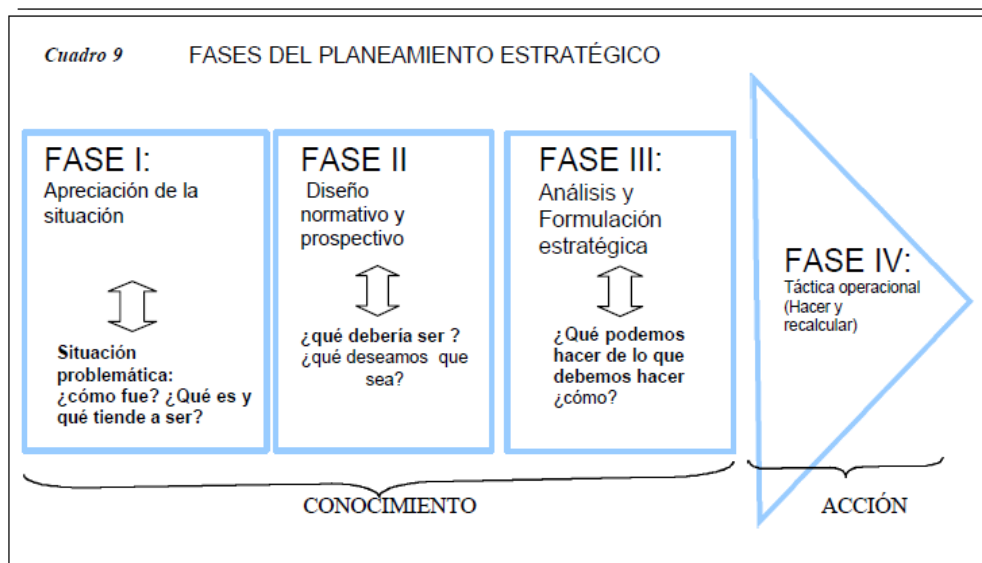 Cuadro 9 FASES DEL PLANEAMIENTO ESTRATÉGICO
FASE I:
Apreciación de la
situación
Situación
problemática:
¿cómo fue? ¿Qué es y
qué tiende a ser?
FASE II
Diseño
normativo y
prospectivo
¿qué debería ser ?
¿qué deseamos que
sea?
FASE III:
Análisis y
Formulación
estratégica
¿Qué podemos
hacer de lo que
debemos hacer
¿cómo?
FASE IV:
Táctica operacional
(Hacer y
recalcular)
CONOCIMIENTO
ACCIÓN